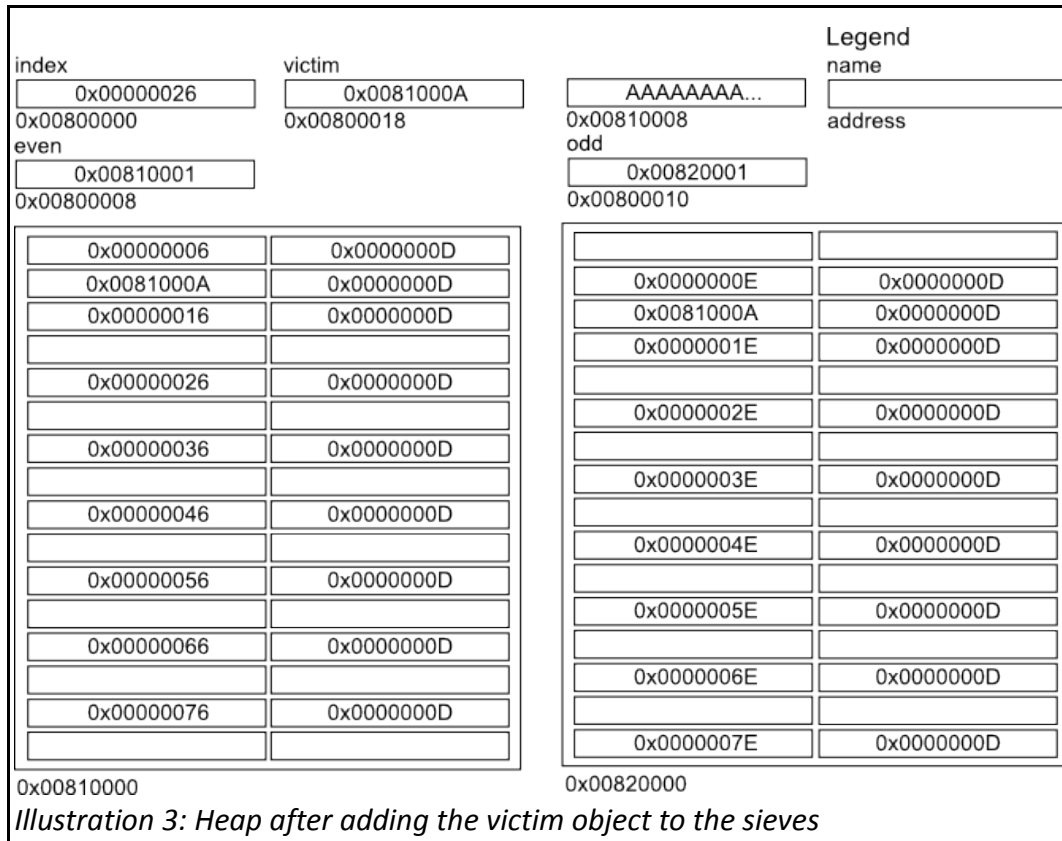 Legend
index victim name
0x00000026 0x0081000A AAAAAAAA...
0x00800000 0x00800018 0x00810008 address
even odd
0x00810001 0x00820001
0x00800008 0x00800010
0x00000006 0x0000000D
0x0081000A 0x0000000D 0x0000000E 0x0000000D
0x00000016 0x0000000D 0x0081000A 0x0000000D
0x0000001E 0x0000000D
0x00000026 0x0000000D
0x0000002E 0x0000000D
0x00000036 0x0000000D
0x0000003E 0x0000000D
0x00000046 0x0000000D
0x0000004E 0x0000000D
0x00000056 0x0000000D
0x0000005E 0x0000000D
0x00000066 0x0000000D
0x0000006E 0x0000000D
0x00000076 0x0000000D
0x0000007E 0x0000000D
0x00810000 0x00820000
Illustration 3: Heap after adding the victim object to the sieves